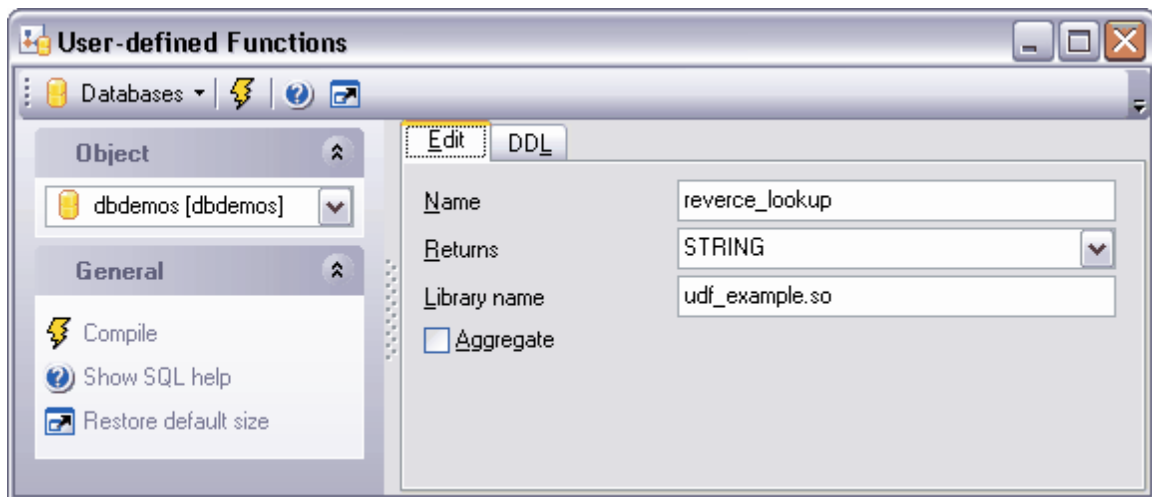 User-defined Functions
Databases
Object
dbdemos [dbdemos]
General
Compile
Show SQL help
Restore default size
Edit DDL
Name reverce_lookup
Returns STRING
Library name udf_example.so
Aggregate